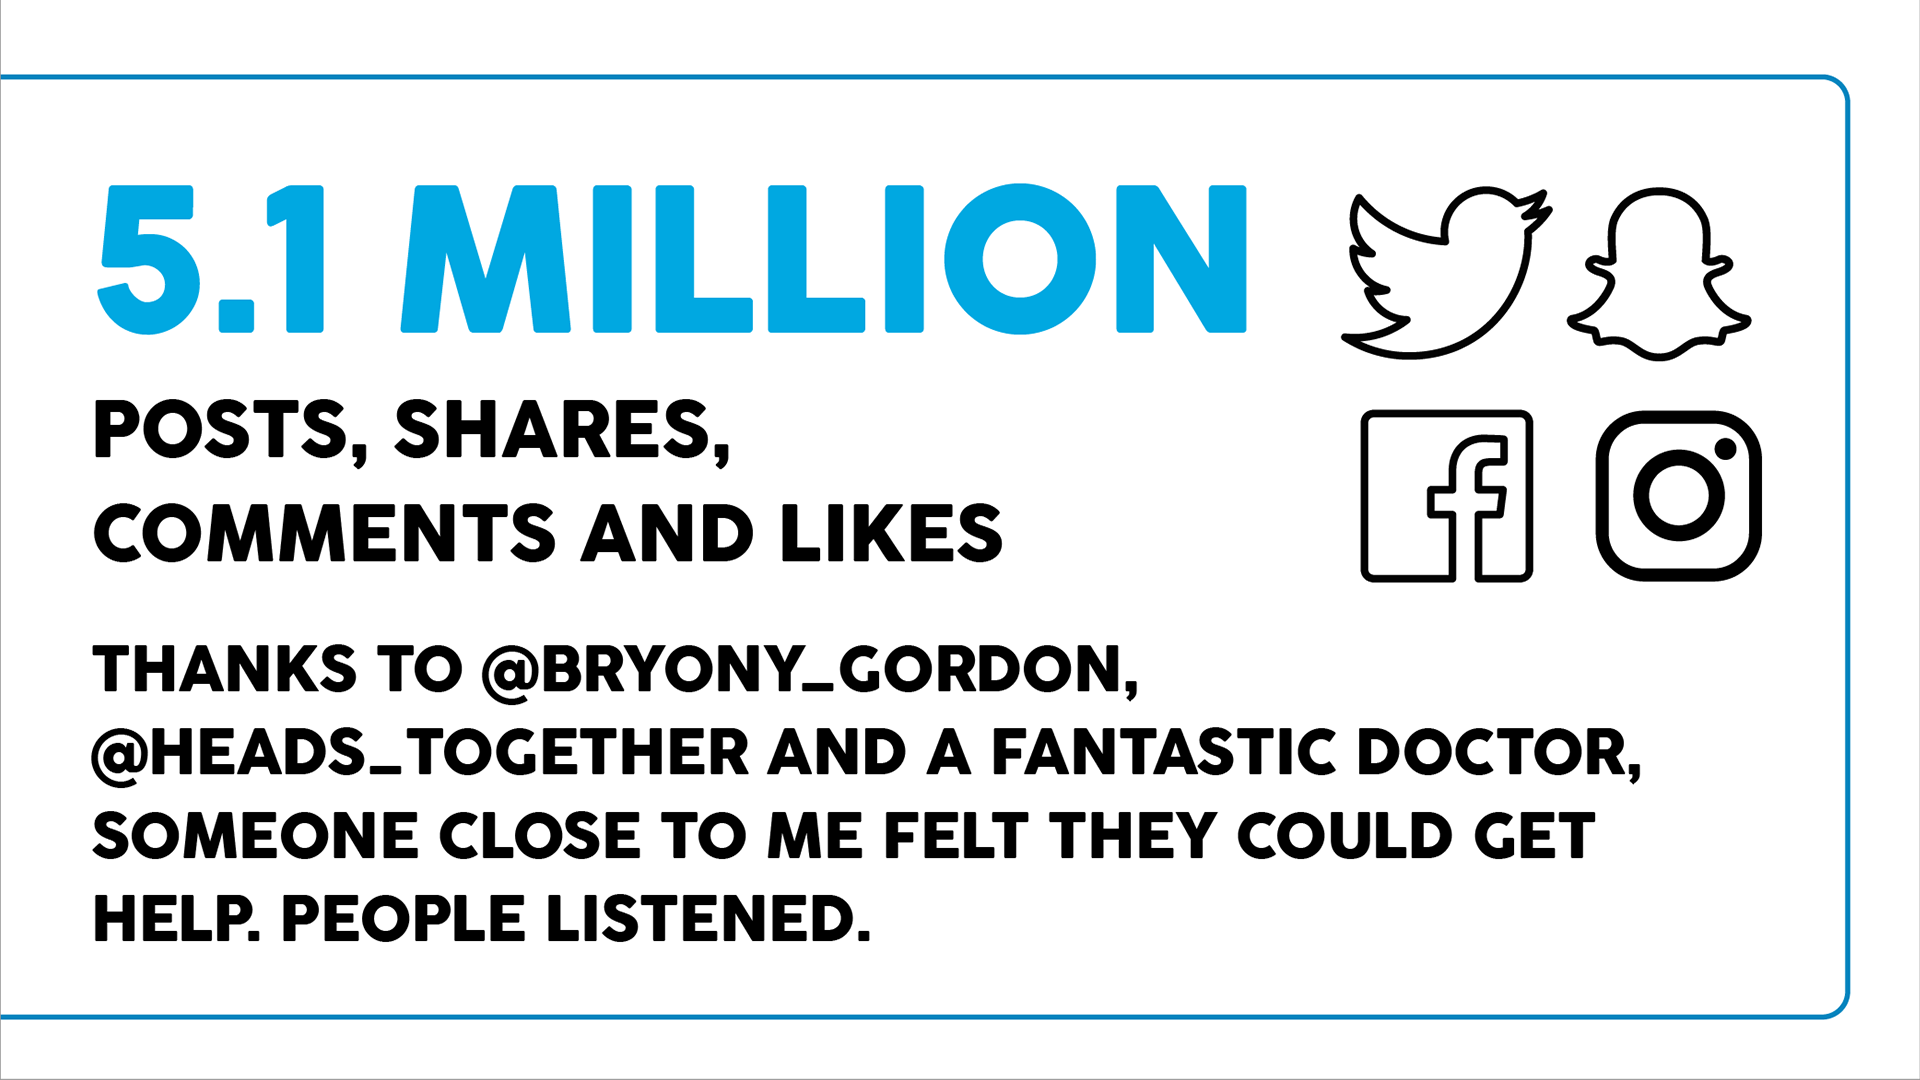 5.1 MILLION
POSTS, SHARES,
COMMENTS AND LIKES
THANKS TO @BRYONY_GORDON,
@HEADS_TOGETHER AND A FANTASTIC DOCTOR,
SOMEONE CLOSE TO ME FELT THEY COULD GET
HELP. PEOPLE LISTENED.